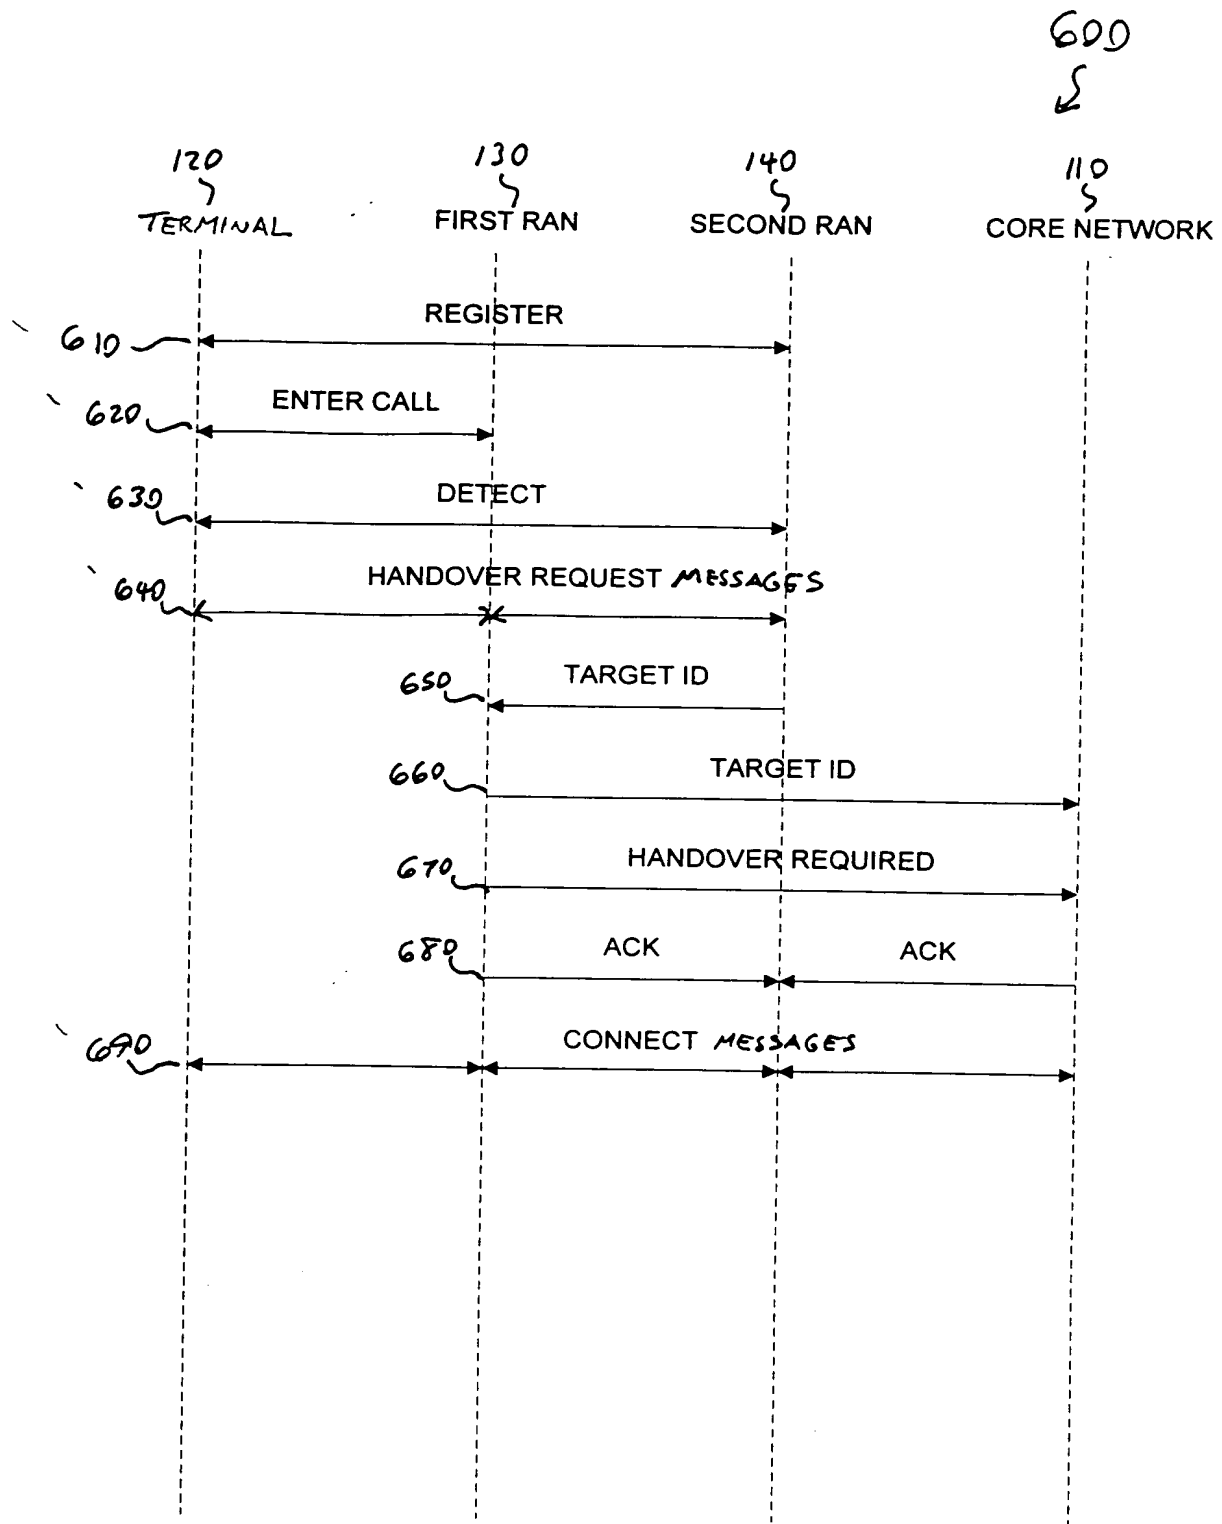 600
120
130
140
110
TERMINAL
FIRST RAN
SECOND RAN
CORE NETWORK
REGISTER
610
ENTER CALL
620
DETECT
630
HANDOVER REQUEST MESSAGES
640
TARGET ID
650
TARGET ID
660
HANDOVER REQUIRED
670
ACK
ACK
680
CONNECT MESSAGES
690